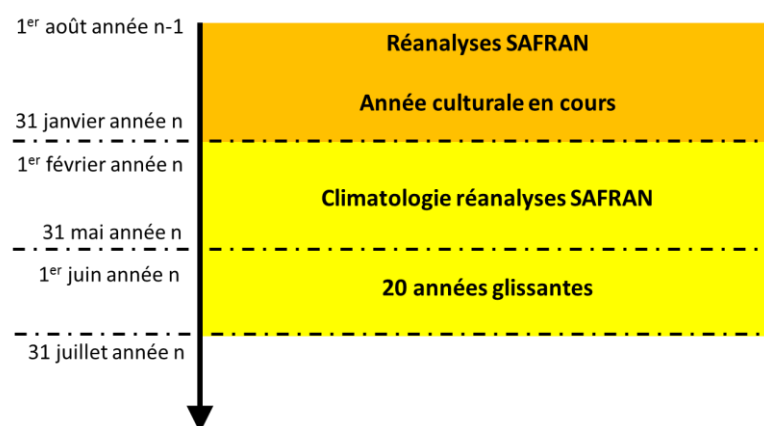 1er août année n-1
Réanalyses SAFRAN
Année culturale en cours
31 janvier année n
1er février année n
Climatologie réanalyses SAFRAN
31 mai année n
1er juin année n
20 années glissantes
31 juillet année n